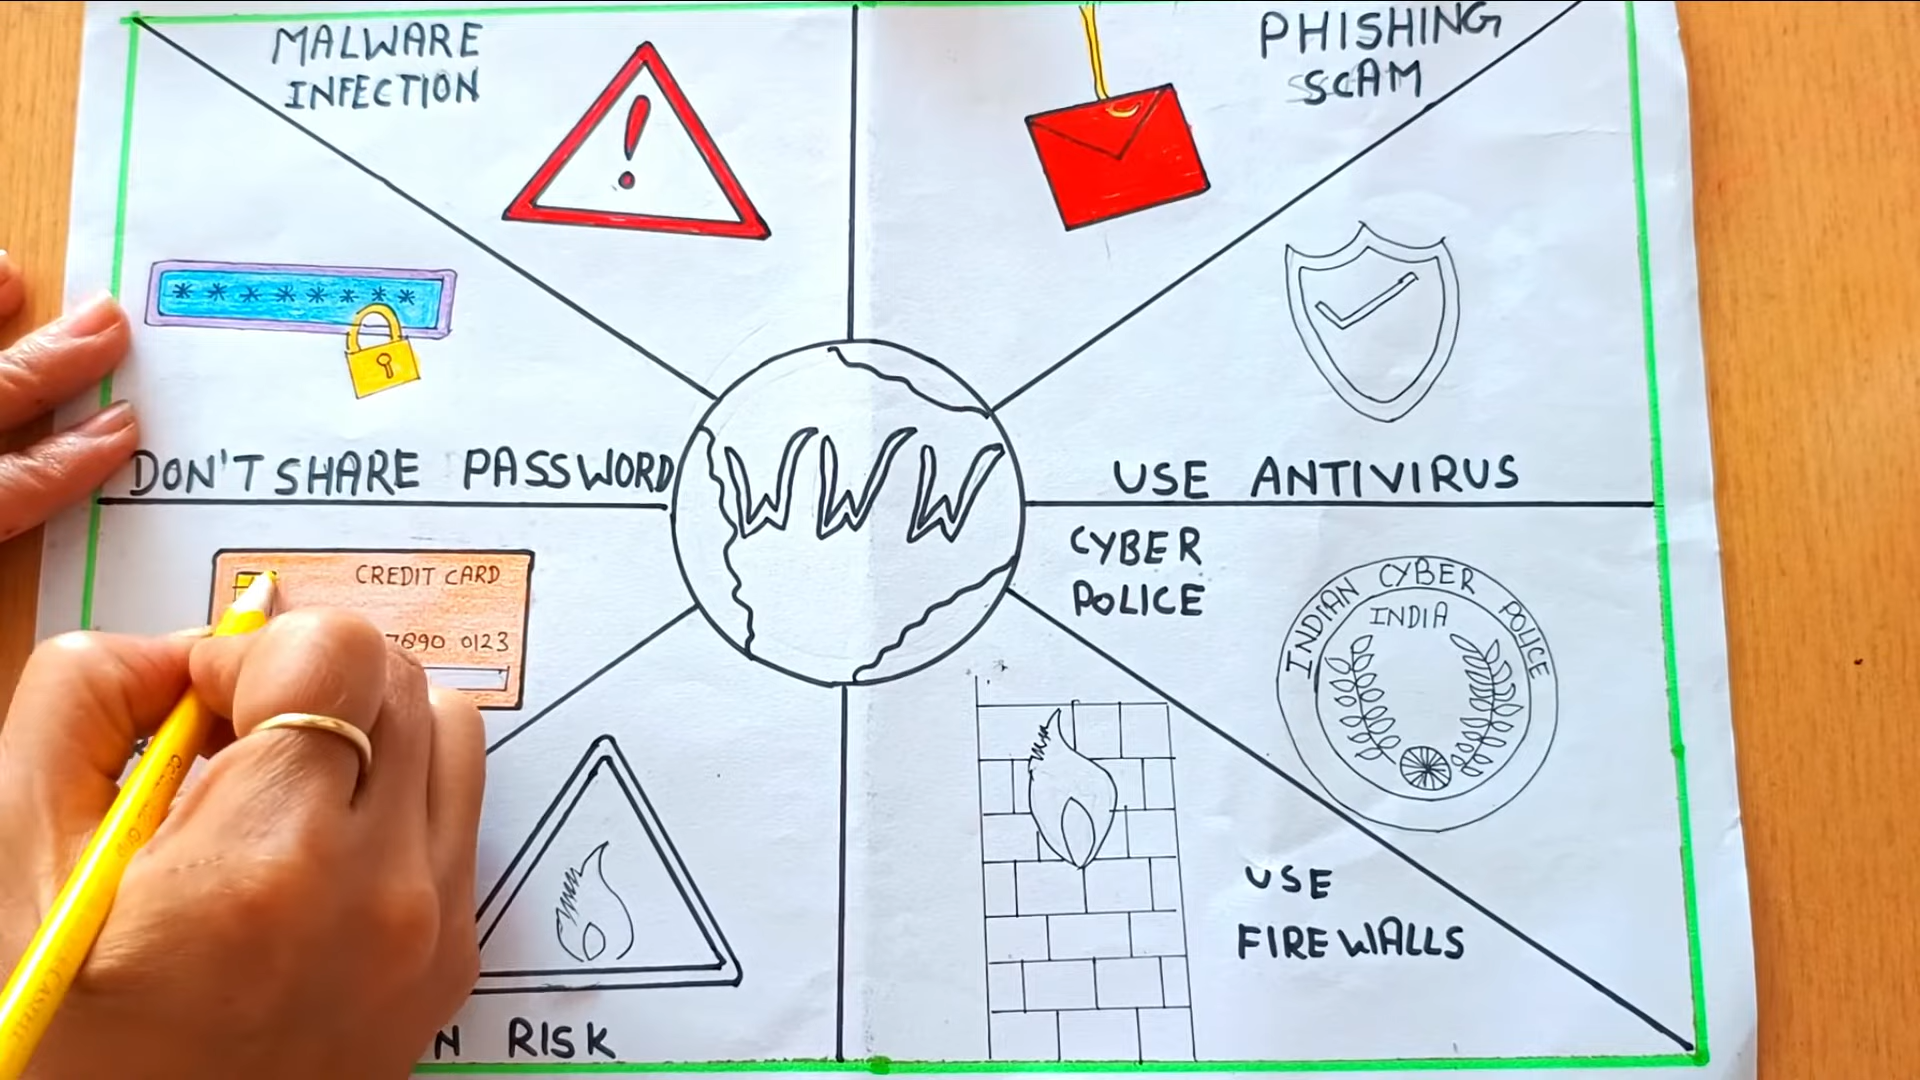 MALWARE
INFECTION
PHISHING
SCAM
********
DON'T SHARE PASSWORD
USE ANTIVIRUS
WWW
CREDIT CARD
7890 0123
CYBER
POLICE
INDIAN CYBER POLICE
INDIA
USE
FIREWALLS
RISK